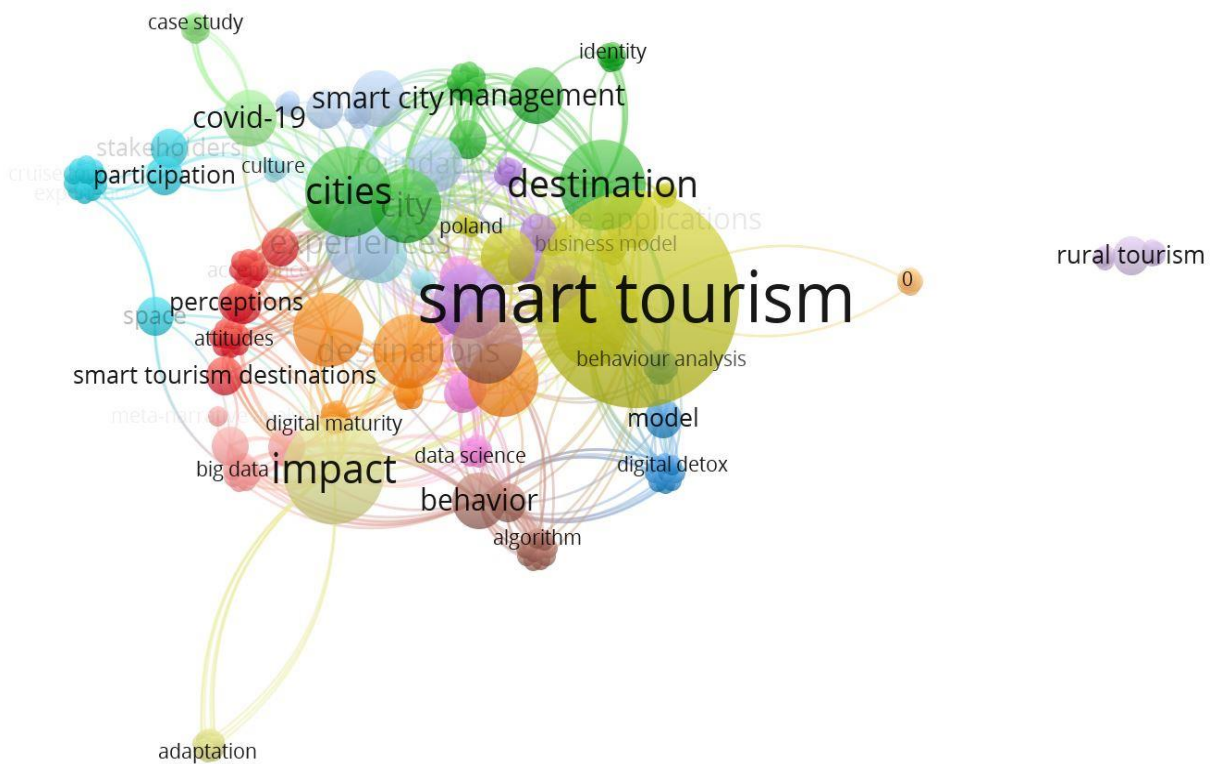 case study
identity
smart city
management
covid-19
stakeholders
culture
participation
cities
city
destination
poland
business model
experiences
rural tourism
0
smart tourism
perceptions
space
attitudes
destinations
behaviour analysis
smart tourism destinations
digital maturity
model
data science
digital detox
big data
impact
behavior
algorithm
adaptation